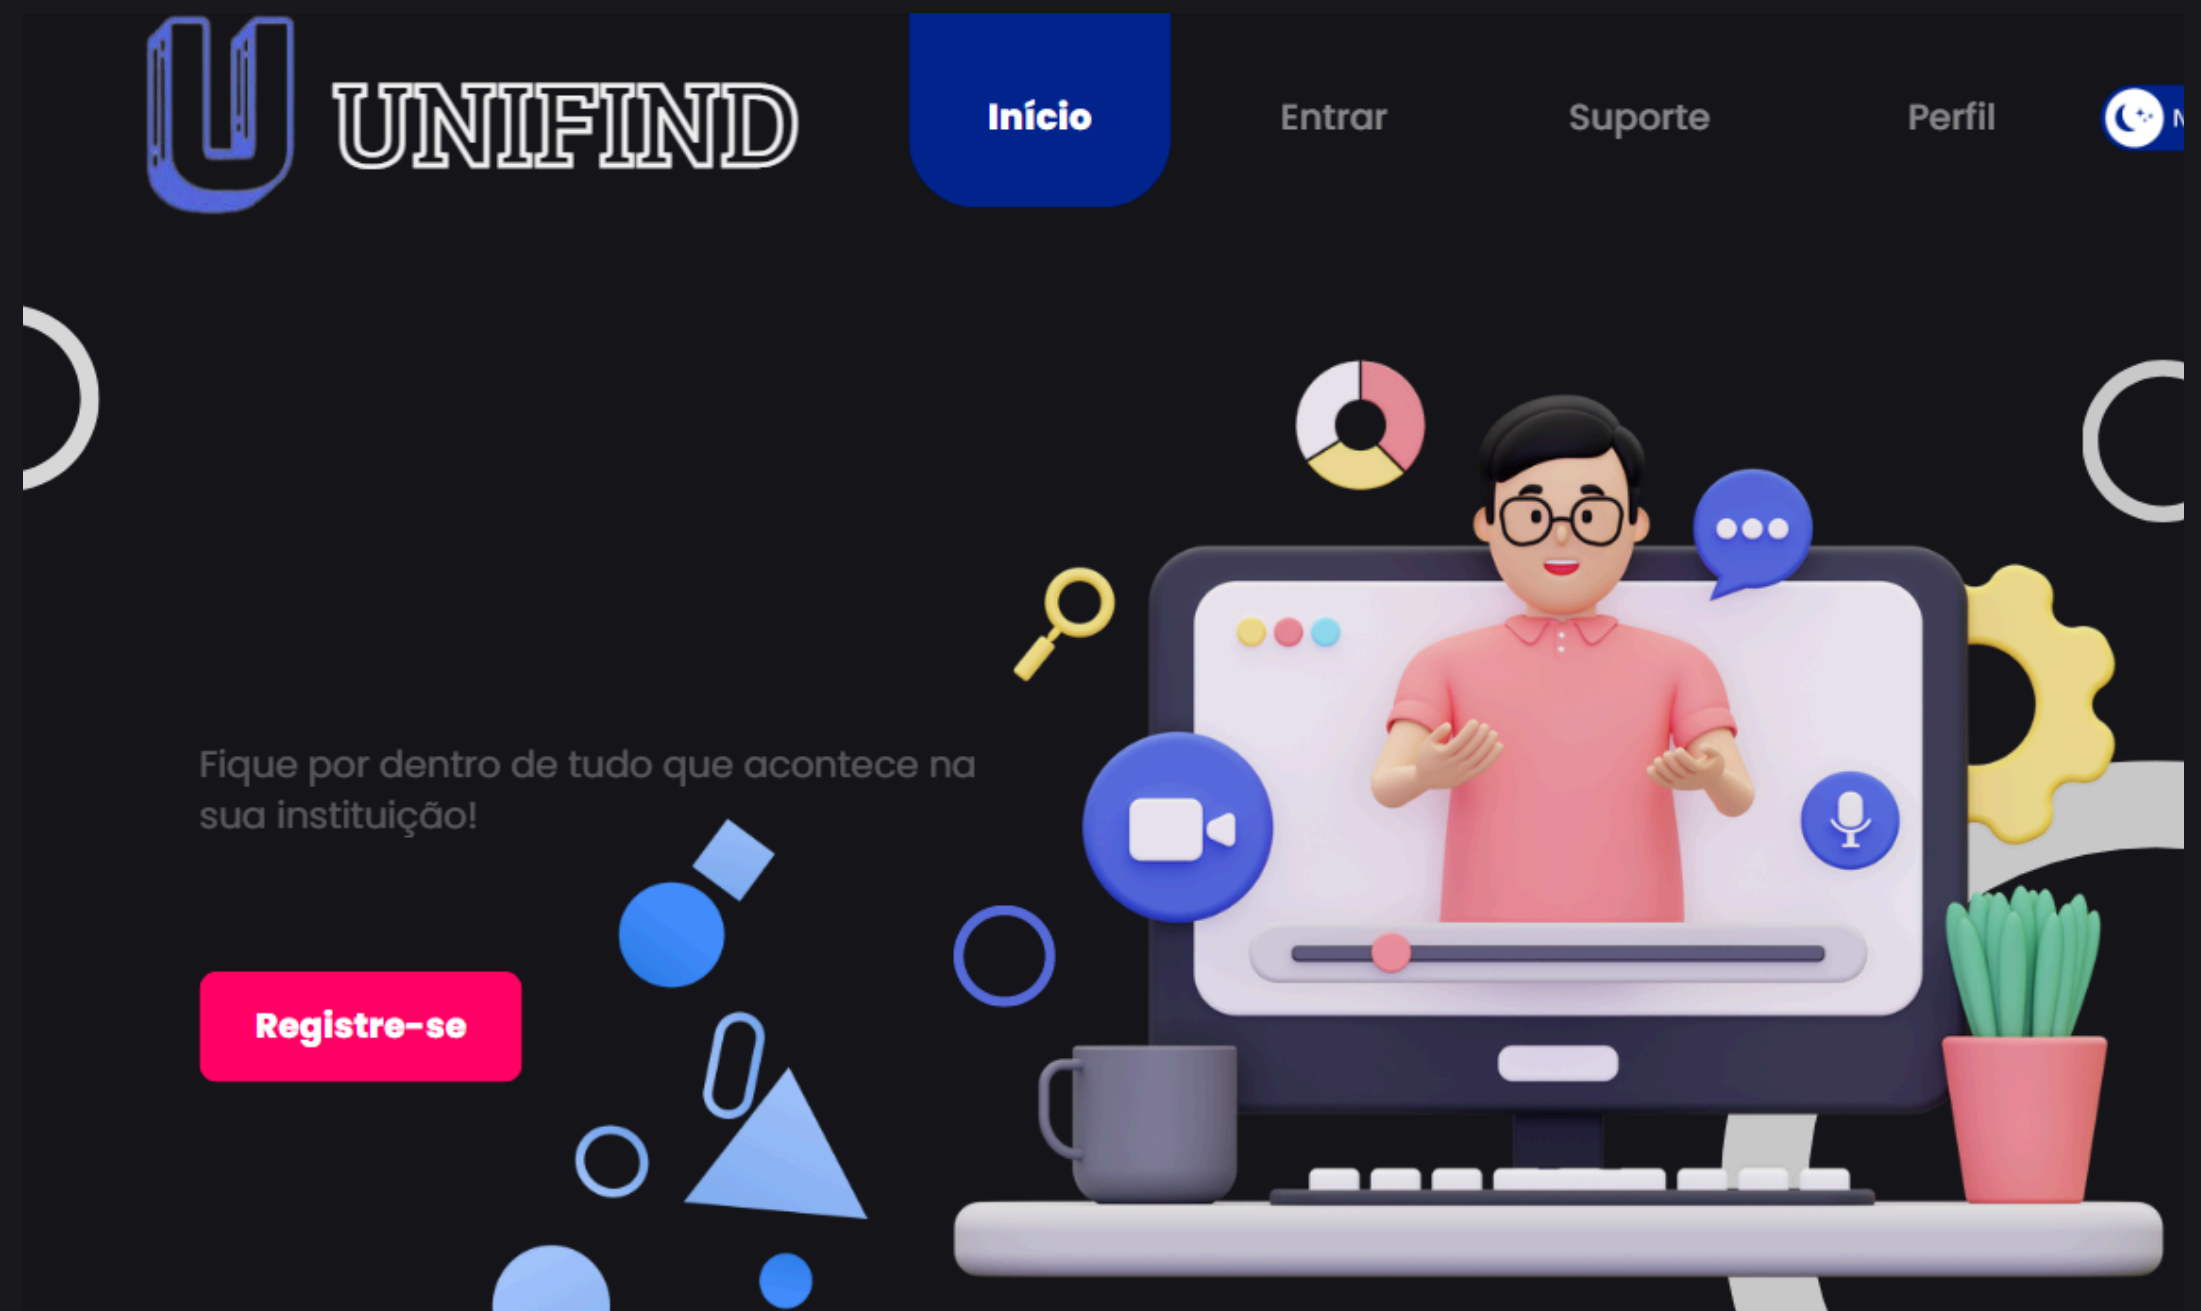 U UNIFIND
Início
Entrar
Suporte
Perfil
Fique por dentro de tudo que acontece na
sua instituição!
Registre-se